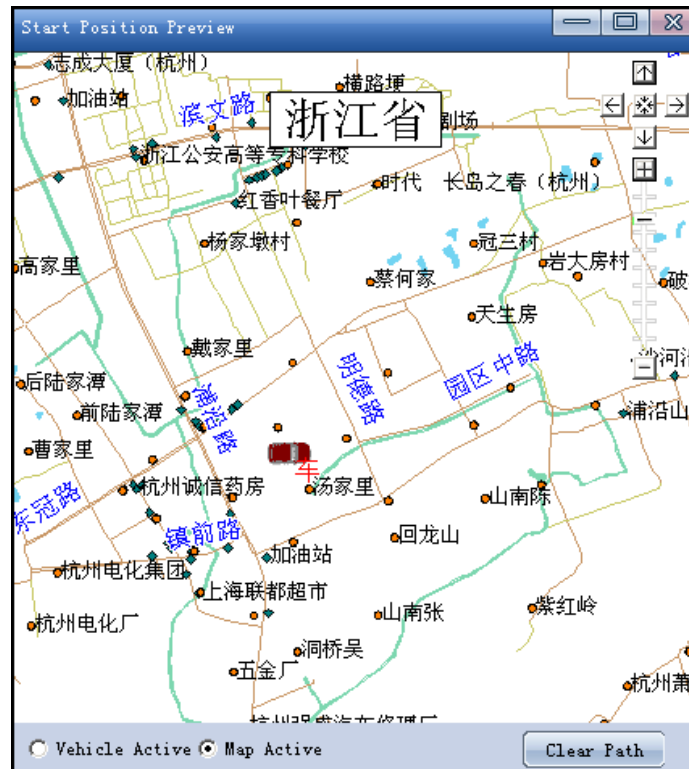 Start Position Preview
志成大厦（杭州）
横路埂
加油站
滨文路
浙江省
剧场
浙江公安高等专科学校
时代
长岛之春（杭州）
红香叶餐厅
杨家墩村
冠三村
高家里
岩大房村
蔡何家
破
天生房
戴家里
明德路
园区中路
沙河沿
后陆家潭
前陆家潭
浦沿路
浦沿山
曹家里
杭州诚信药房
汤家里
车
山南陈
东冠路
镇前路
回龙山
加油站
杭州电化集团
上海联都超市
杭州电化厂
山南张
紫红岭
洞桥吴
五金厂
杭州萧
Vehicle Active
Map Active
Clear Path